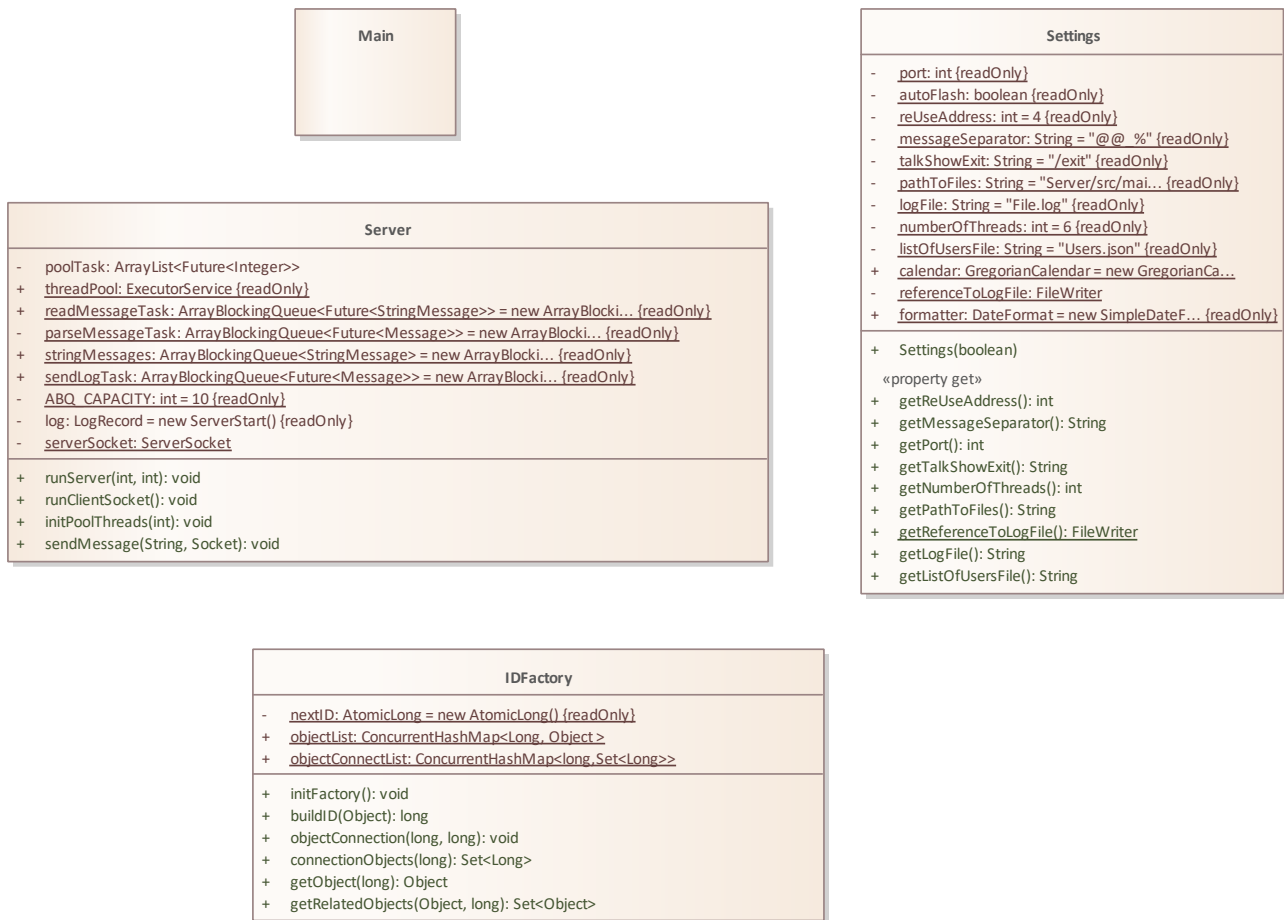 Main
Settings
- port: int {readOnly}
- autoFlash: boolean {readOnly}
- reUseAddress: int = 4 {readOnly}
- messageSeparator: String = "@@_%" {readOnly}
- talkShowExit: String = "/exit" {readOnly}
- pathToFiles: String = "Server/src/mai... {readOnly}
- logFile: String = "File.log" {readOnly}
- numberOfThreads: int = 6 {readOnly}
- listOfUsersFile: String = "Users.json" {readOnly}
+ calendar: GregorianCalendar = new GregorianCa...
- referenceToLogFile: FileWriter
+ formatter: DateFormat = new SimpleDateF... {readOnly}
+ Settings(boolean)
«property get»
+ getReUseAddress(): int
+ getMessageSeparator(): String
+ getPort(): int
+ getTalkShowExit(): String
+ getNumberOfThreads(): int
+ getPathToFiles(): String
+ getReferenceToLogFile(): FileWriter
+ getLogFile(): String
+ getListOfUsersFile(): String
Server
- poolTask: ArrayList<Future<Integer>>
+ threadPool: ExecutorService {readOnly}
+ readMessageTask: ArrayBlockingQueue<Future<StringMessage>> = new ArrayBlocki... {readOnly}
- parseMessageTask: ArrayBlockingQueue<Future<Message>> = new ArrayBlocki... {readOnly}
+ stringMessages: ArrayBlockingQueue<StringMessage> = new ArrayBlocki... {readOnly}
+ sendLogTask: ArrayBlockingQueue<Future<Message>> = new ArrayBlocki... {readOnly}
- ABQ_CAPACITY: int = 10 {readOnly}
- log: LogRecord = new ServerStart() {readOnly}
- serverSocket: ServerSocket
+ runServer(int, int): void
+ runClientSocket(): void
+ initPoolThreads(int): void
+ sendMessage(String, Socket): void
IDFactory
- nextID: AtomicLong = new AtomicLong() {readOnly}
+ objectList: ConcurrentHashMap<Long, Object >
+ objectConnectList: ConcurrentHashMap<long,Set<Long>>
+ initFactory(): void
+ buildID(Object): long
+ objectConnection(long, long): void
+ connectionObjects(long): Set<Long>
+ getObject(long): Object
+ getRelatedObjects(Object, long): Set<Object>